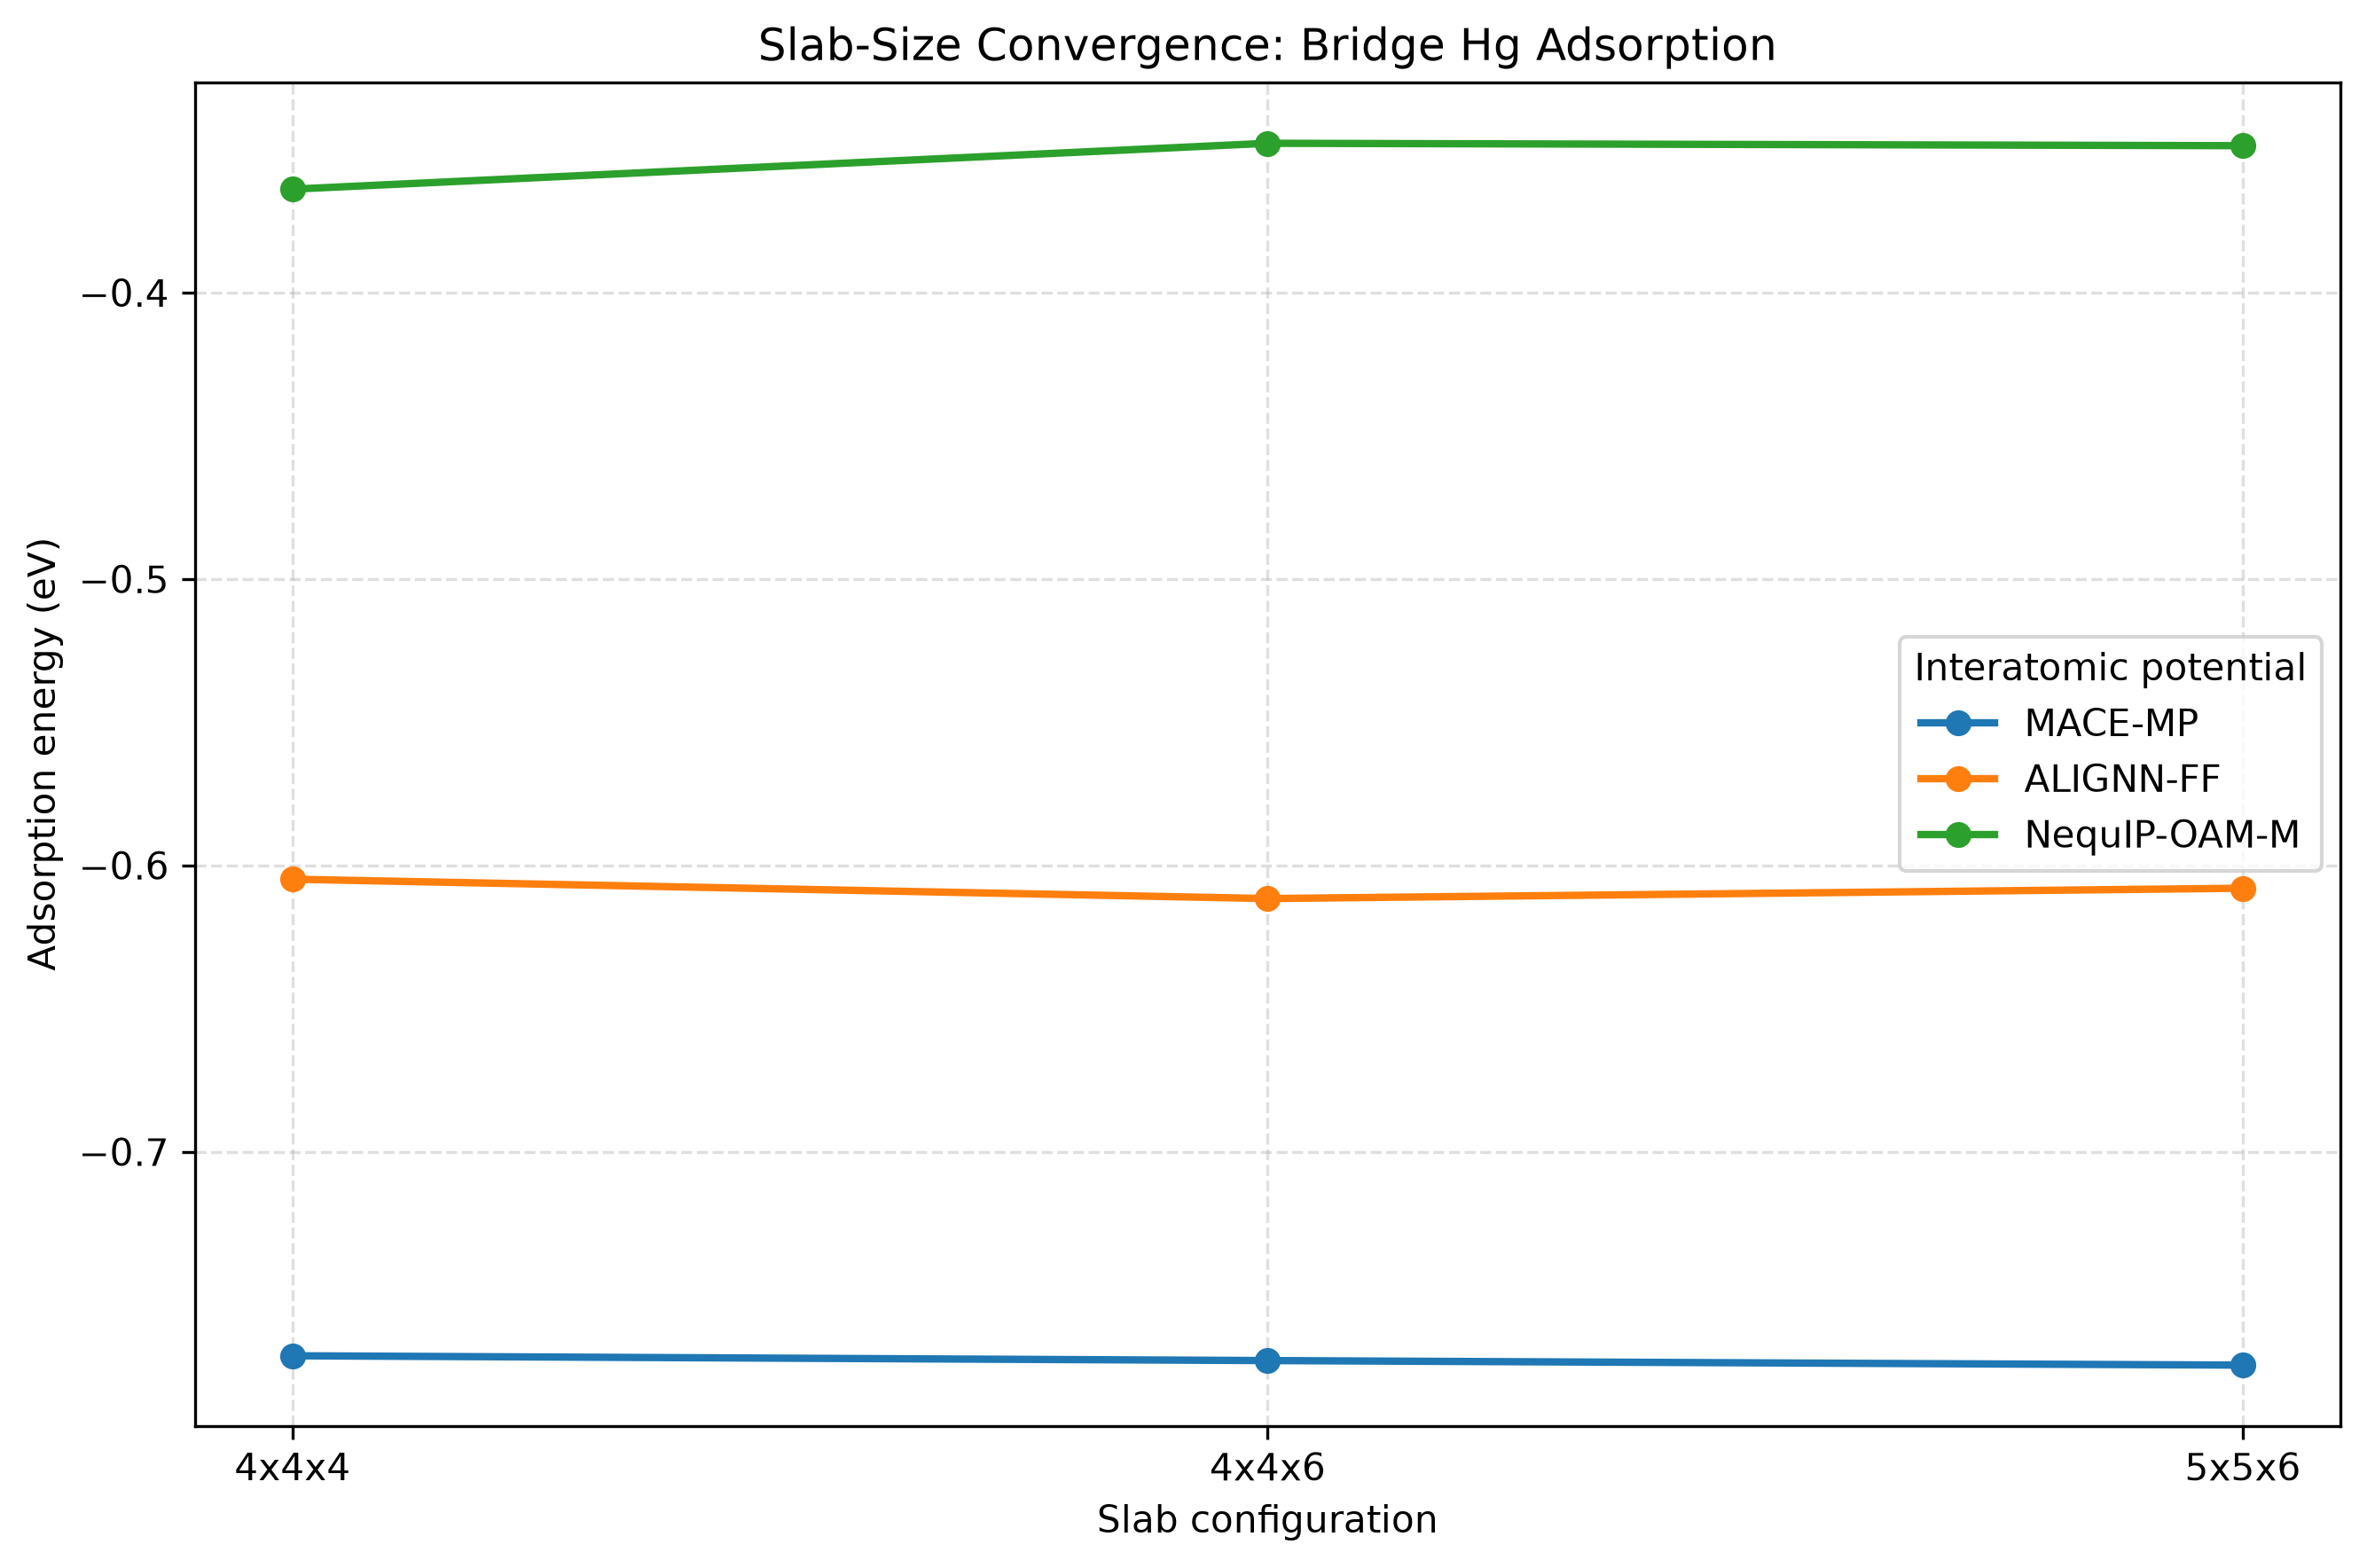 Slab-Size Convergence: Bridge Hg Adsorption
Adsorption energy (eV)
−0.4
−0.5
−0.6
−0.7
Interatomic potential
MACE-MP
ALIGNN-FF
NequIP-OAM-M
4x4x4
4x4x6
5x5x6
Slab configuration